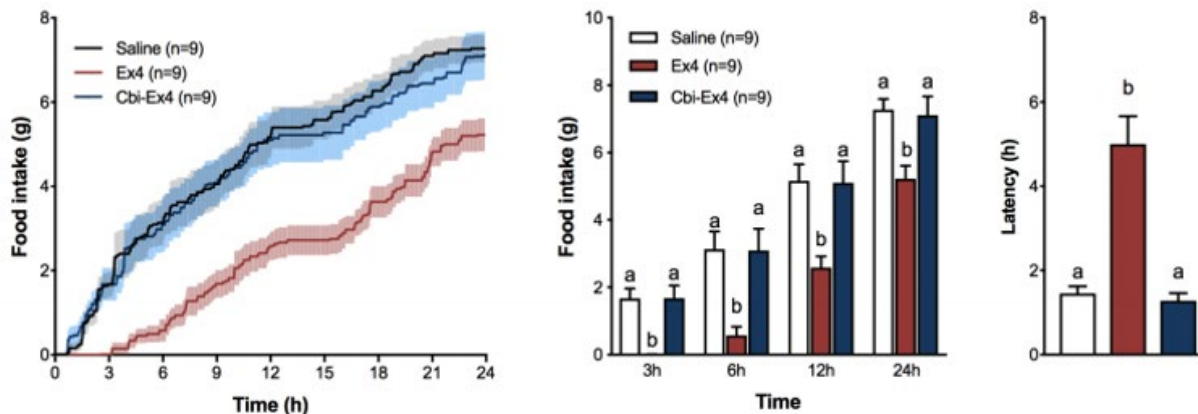 Food intake (g)
8
6
4
2
0
Saline (n=9)
Ex4 (n=9)
Cbi-Ex4 (n=9)
0 3 6 9 12 15 18 21 24
Time (h)
Food intake (g)
10
8
6
4
2
0
Saline (n=9)
Ex4 (n=9)
Cbi-Ex4 (n=9)
a b a
a b a
a b a
a b a
3h 6h 12h 24h
Time
Latency (h)
8
6
4
2
0
a b a